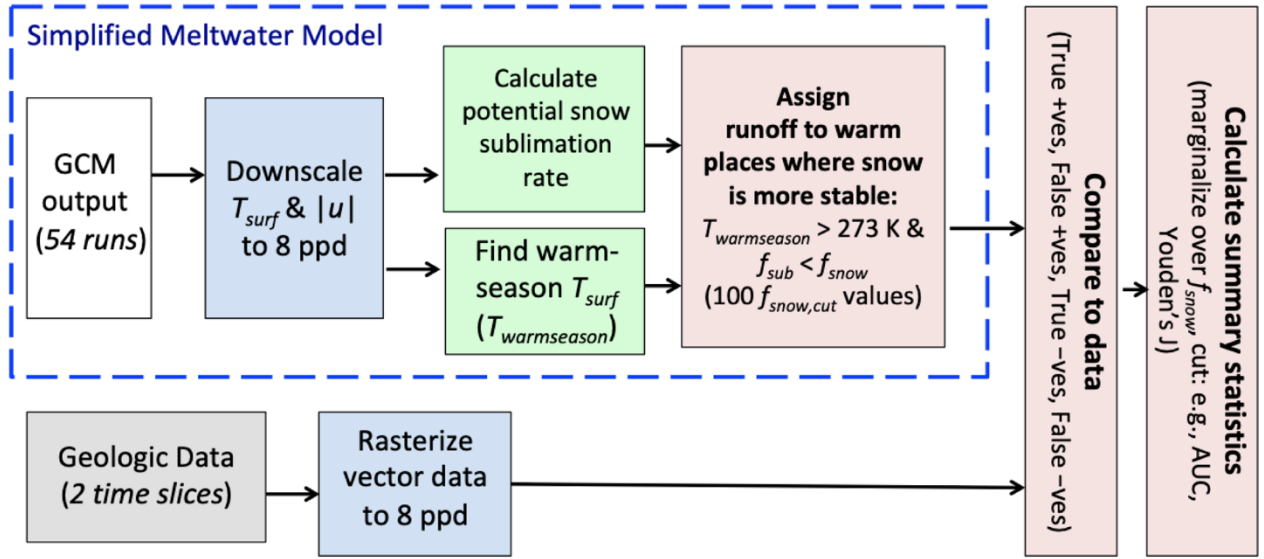 Simplified Meltwater Model
GCM
output
(54 runs)
Downscale
Tsurf & |u|
to 8 ppd
Calculate
potential snow
sublimation
rate
Find warm-
season Tsurf
(Twarmseason)
Assign
runoff to warm
places where snow
is more stable:
Twarmseason > 273 K &
fsub < fsnow
(100 fsnow,cut values)
Geologic Data
(2 time slices)
Rasterize
vector data
to 8 ppd
Compare to data
(True +ves, False +ves, True –ves, False –ves)
Calculate summary statistics
(marginalize over fsnow, cut: e.g., AUC,
Youden's J)